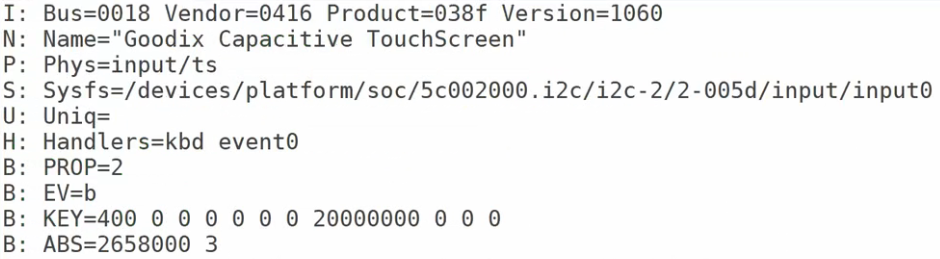 I: Bus=0018 Vendor=0416 Product=038f Version=1060
N: Name="Goodix Capacitive TouchScreen"
P: Phys=input/ts
S: Sysfs=/devices/platform/soc/5c002000.i2c/i2c-2/2-005d/input/input0
U: Uniq=
H: Handlers=kbd event0
B: PROP=2
B: EV=b
B: KEY=400 0 0 0 0 0 0 20000000 0 0 0
B: ABS=2658000 3